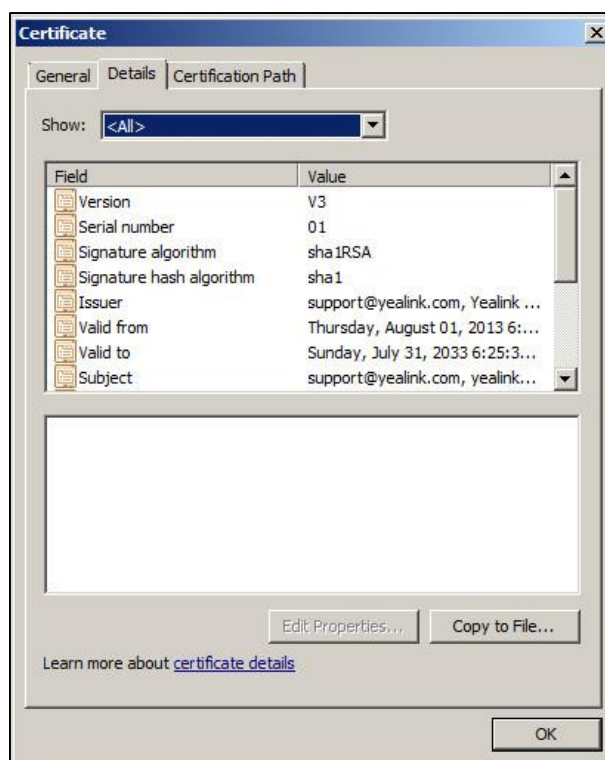 Certificate
General Details Certification Path
Show: <All>
Field Value
Version V3
Serial number 01
Signature algorithm sha1RSA
Signature hash algorithm sha1
Issuer support@yealink.com, Yealink ...
Valid from Thursday, August 01, 2013 6:...
Valid to Sunday, July 31, 2033 6:25:3...
Subject support@yealink.com, yealink...
Edit Properties... Copy to File...
Learn more about certificate details
OK